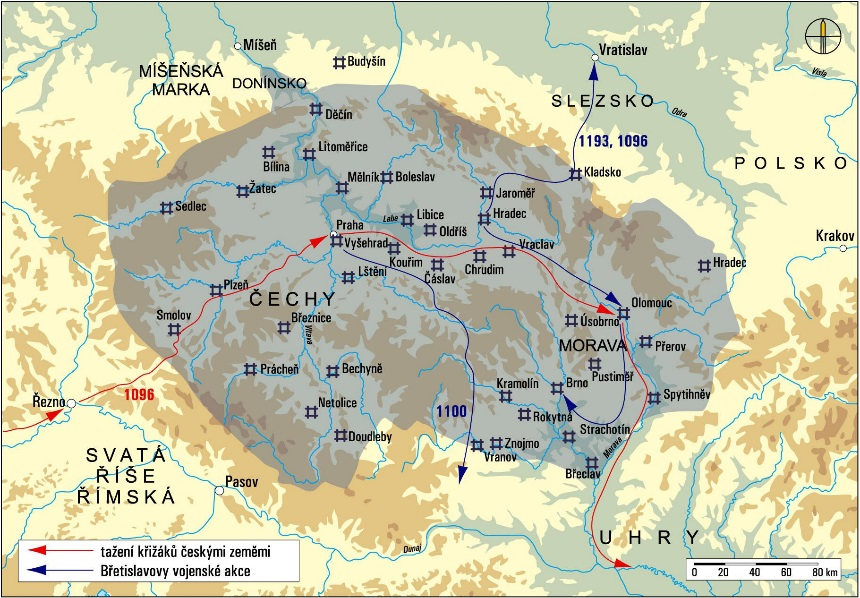 Míšeň
Vratislav
Budyšín
MÍŠEŇSKÁ
MARKA
DONÍNSKO
Visla
SLEZSKO
Odra
Děčín
1193, 1096
Litoměřice
Bílina
POLSKO
Kladsko
Mělník
Boleslav
Žatec
Jaroměř
Sedlec
Labe
Libice
Hradec
Oldříš
Praha
Vyšehrad
Krakov
Kouřim
Vraclav
Chrudim
Čáslav
Hradec
Lštění
Plzeň
ČECHY
Olomouc
Smolov
Březnice
Vltava
Úsobrno
MORAVA
Přerov
Prácheň
Bechyně
Pustiměř
Brno
Kramolín
Spytihněv
1096
Řezno
Netolice
1100
Rokytná
Strachotín
Doudleby
Znojmo
Vranov
Morava
Břeclav
SVATÁ
ŘÍŠE
ŘÍMSKÁ
Pasov
UHRY
Dunaj
tažení křižáků českými zeměmi
Břetislavovy vojenské akce
0 20 40 60 80 km